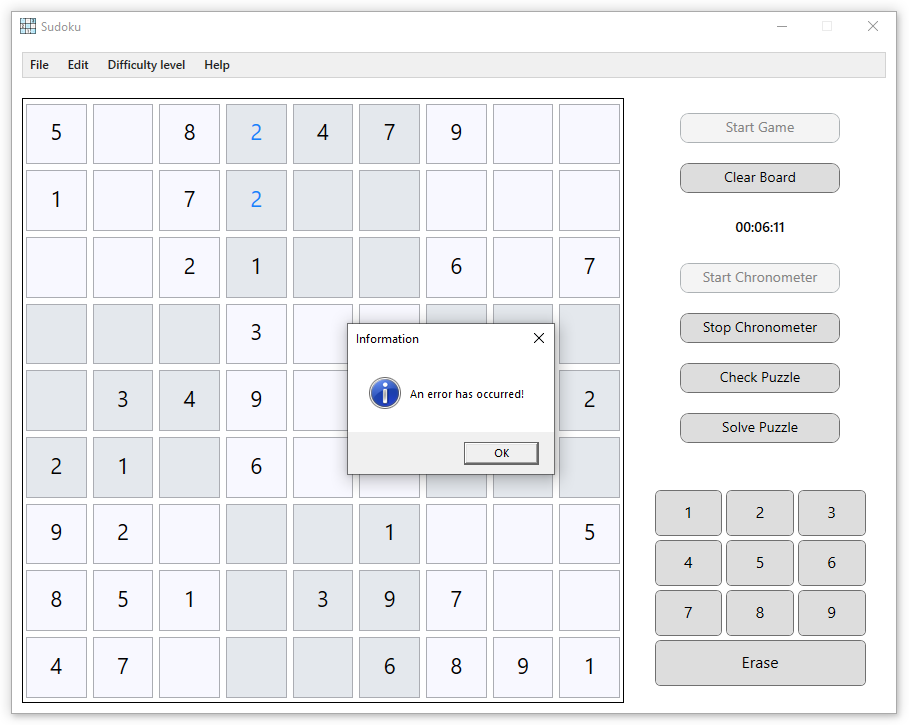 Sudoku
File Edit Difficulty level Help
5 8 2 4 7 9
1 7 2
2 1 6 7
3
3 4 9 2
2 1 6
9 2 1 5
8 5 1 3 9 7
4 7 6 8 9 1
Information
An error has occurred!
OK
Start Game
Clear Board
00:06:11
Start Chronometer
Stop Chronometer
Check Puzzle
Solve Puzzle
1 2 3
4 5 6
7 8 9
Erase